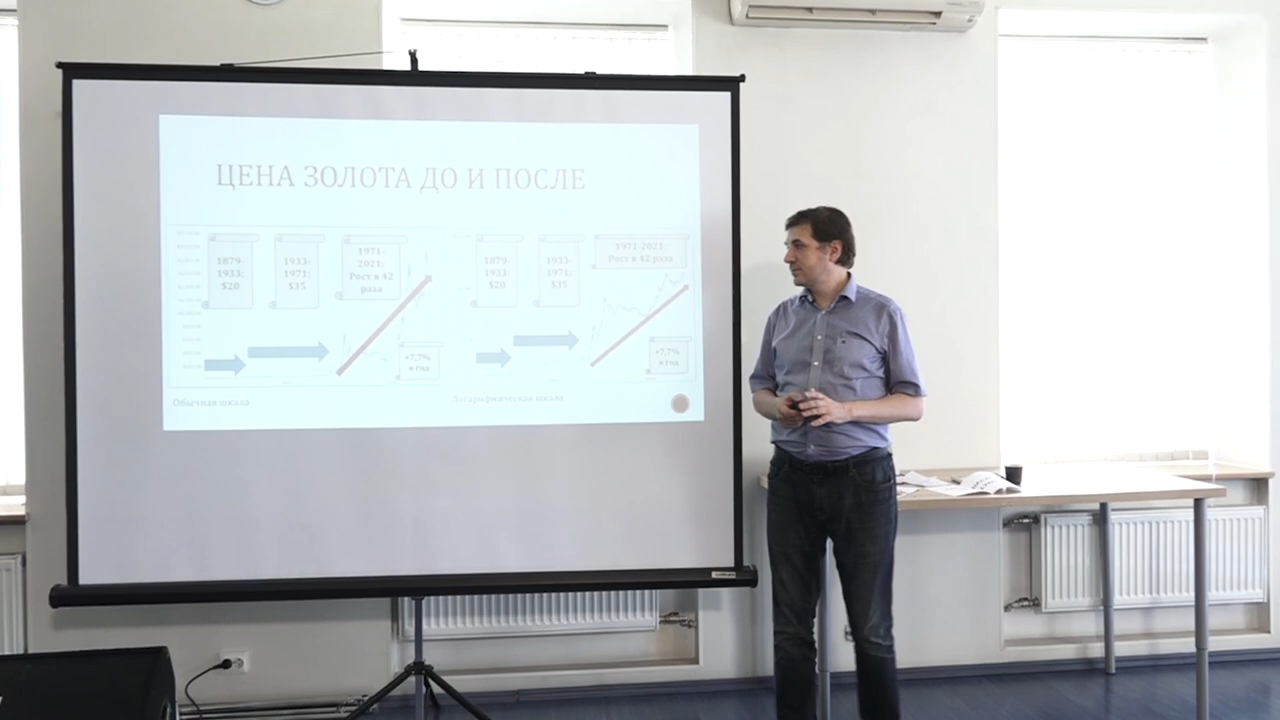 ЦЕНА ЗОЛОТА ДО И ПОСЛЕ
1879-
1933:
$20
1933-
1971:
$35
1971-
2021:
Рост в 42
раза
+7,7%
в год
1879-
1933:
$20
1933-
1971:
$35
1971-2021:
Рост в 42 раза
+7,7%
в год
Обычная шкала
Логарифмическая шкала